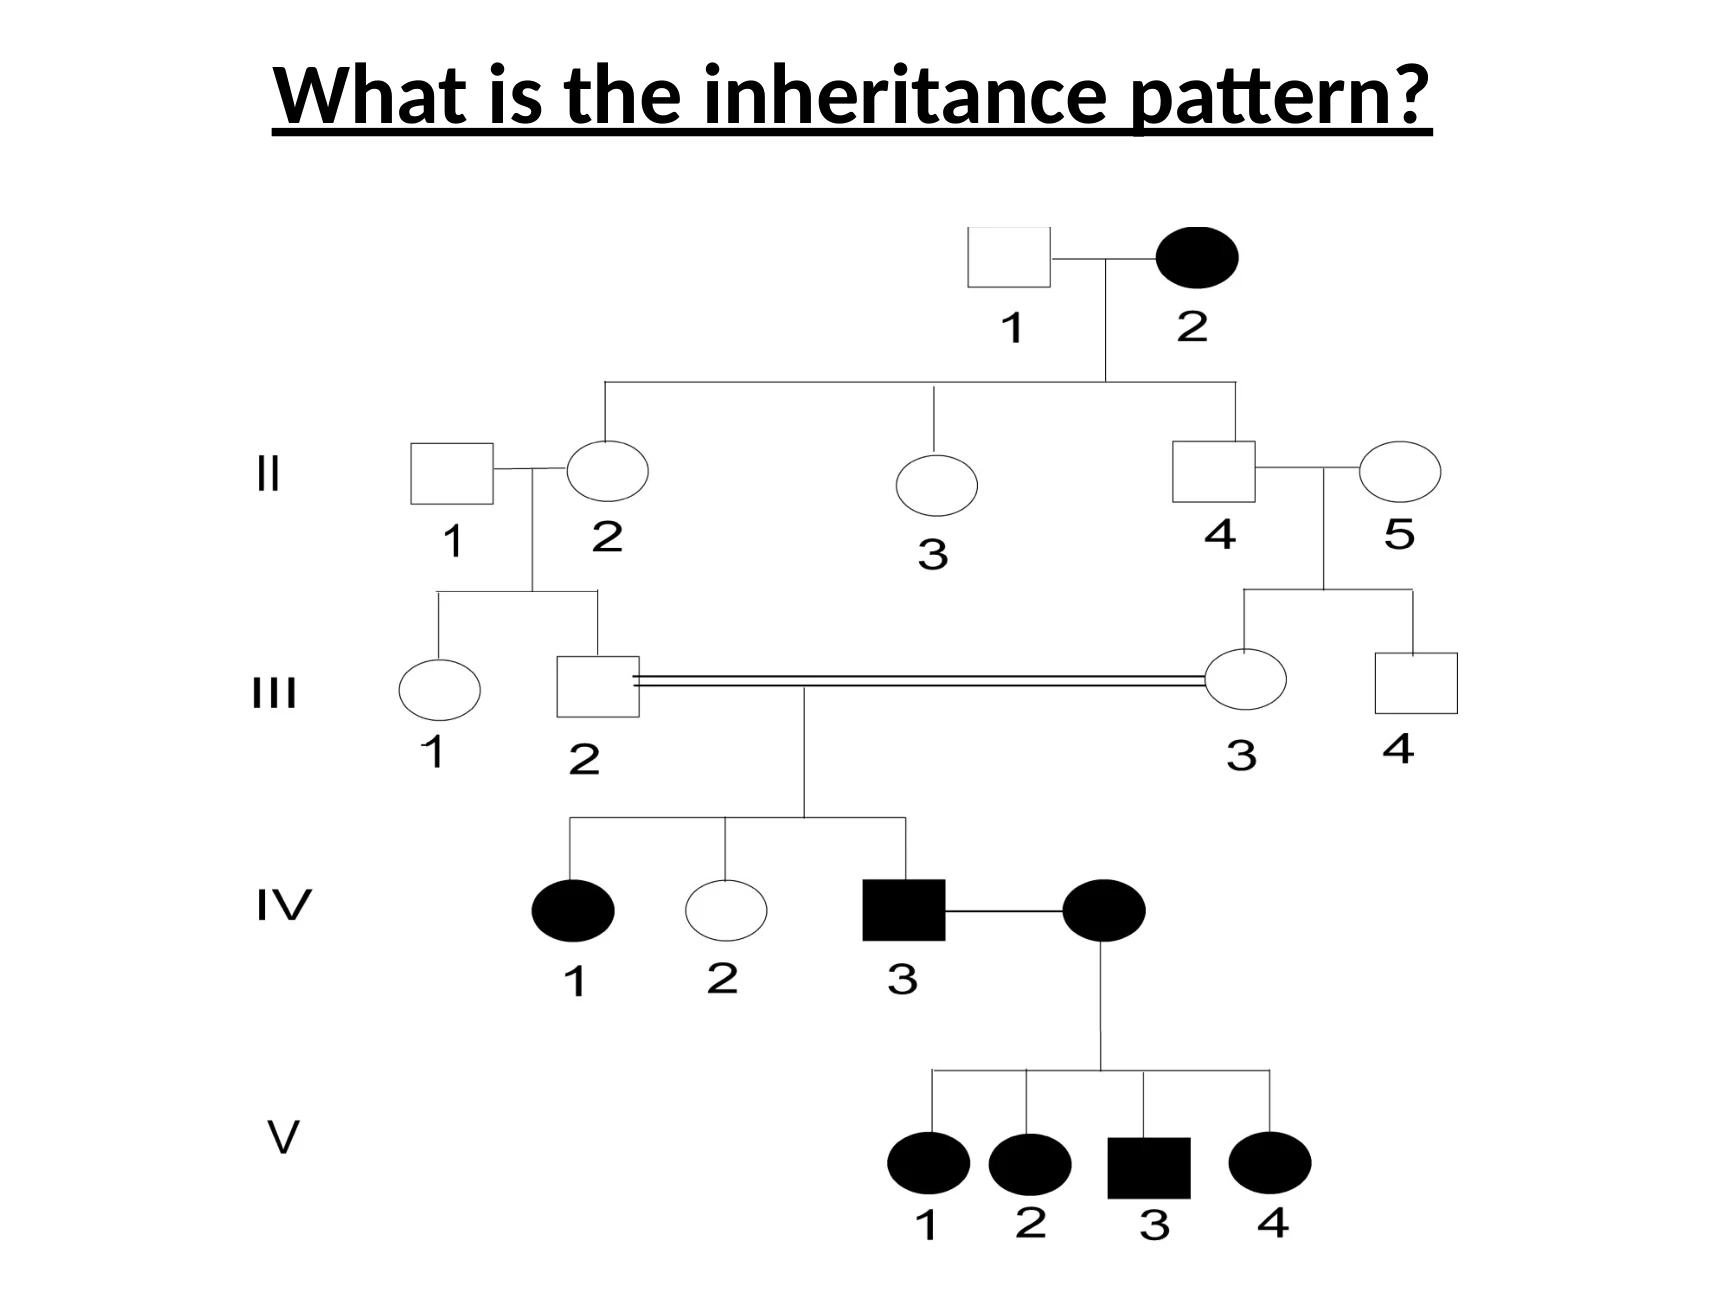 What is the inheritance pattern?
1 2
II
1 2 3 4 5
III
1 2 3 4
IV
1 2 3
V
1 2 3 4